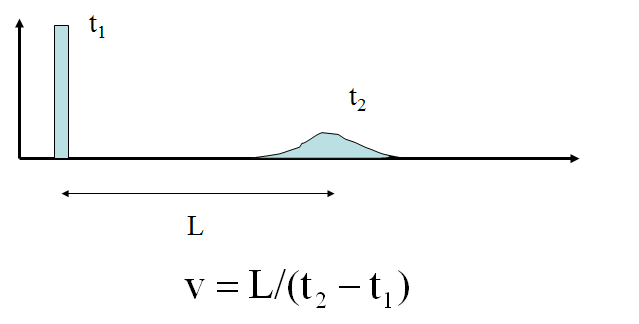 t₁
t₂
L
v = L/(t₂ − t₁)